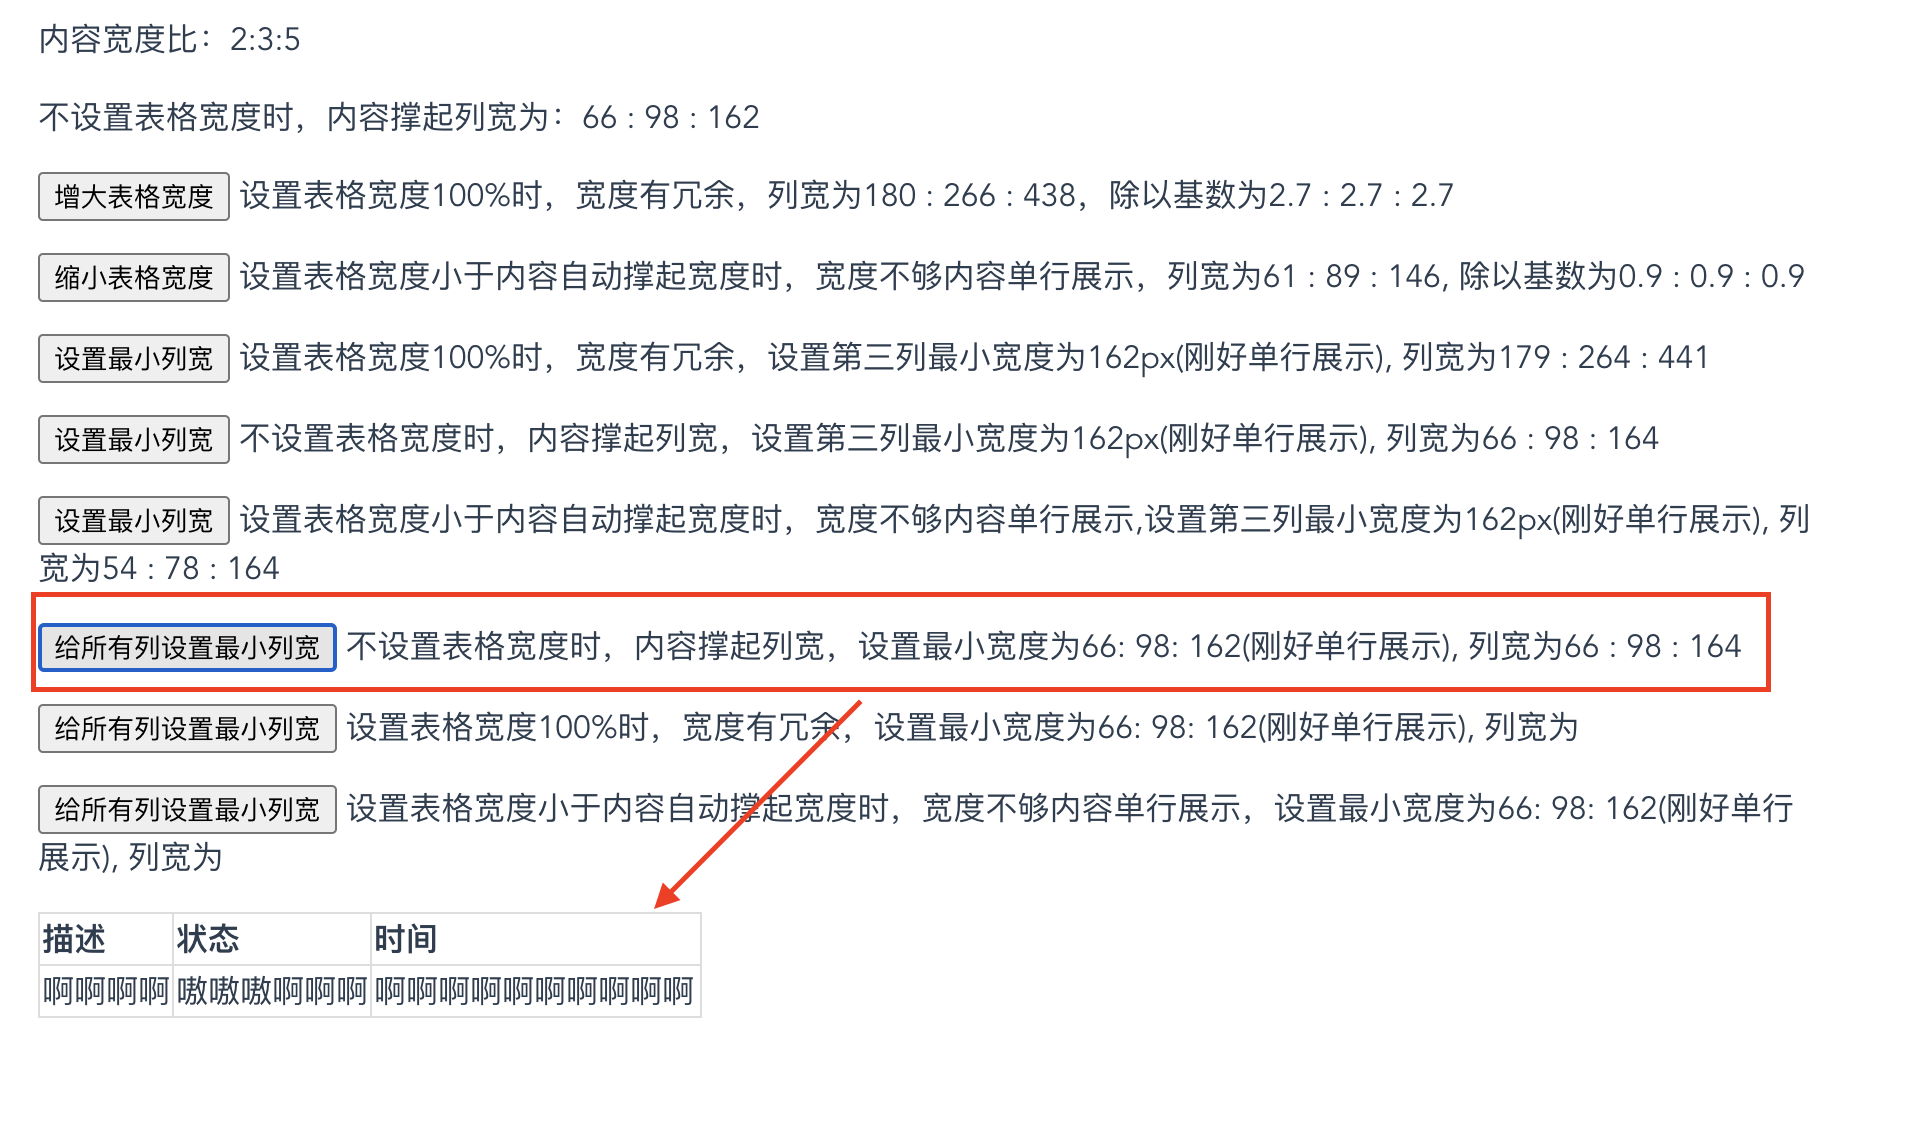 内容宽度比：2:3:5
不设置表格宽度时，内容撑起列宽为：66 : 98 : 162
增大表格宽度 设置表格宽度100%时，宽度有冗余，列宽为180 : 266 : 438，除以基数为2.7 : 2.7 : 2.7
缩小表格宽度 设置表格宽度小于内容自动撑起宽度时，宽度不够内容单行展示，列宽为61 : 89 : 146, 除以基数为0.9 : 0.9 : 0.9
设置最小列宽 设置表格宽度100%时，宽度有冗余，设置第三列最小宽度为162px(刚好单行展示), 列宽为179 : 264 : 441
设置最小列宽 不设置表格宽度时，内容撑起列宽，设置第三列最小宽度为162px(刚好单行展示), 列宽为66 : 98 : 164
设置最小列宽 设置表格宽度小于内容自动撑起宽度时，宽度不够内容单行展示,设置第三列最小宽度为162px(刚好单行展示), 列
宽为54 : 78 : 164
给所有列设置最小列宽 不设置表格宽度时，内容撑起列宽，设置最小宽度为66: 98: 162(刚好单行展示), 列宽为66 : 98 : 164
给所有列设置最小列宽 设置表格宽度100%时，宽度有冗余，设置最小宽度为66: 98: 162(刚好单行展示), 列宽为
给所有列设置最小列宽 设置表格宽度小于内容自动撑起宽度时，宽度不够内容单行展示，设置最小宽度为66: 98: 162(刚好单行
展示), 列宽为
描述 状态 时间
啊啊啊啊 嗷嗷嗷啊啊啊 啊啊啊啊啊啊啊啊啊啊